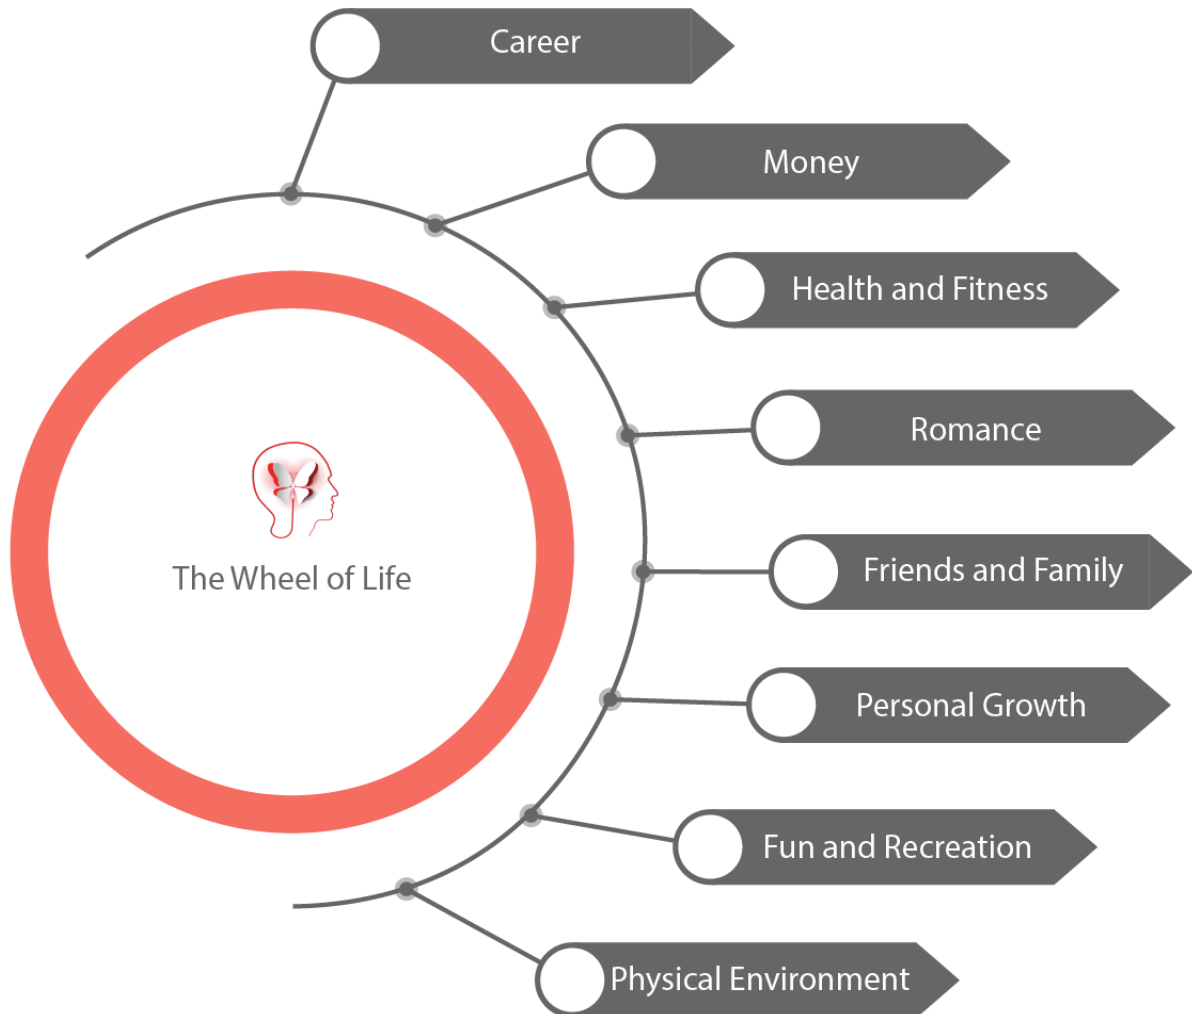 Career
Money
Health and Fitness
Romance
The Wheel of Life
Friends and Family
Personal Growth
Fun and Recreation
Physical Environment